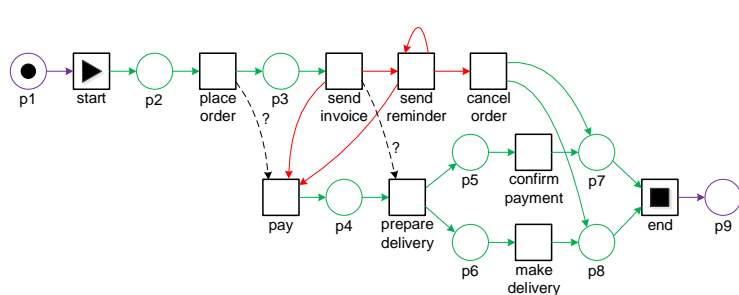 p1
start
p2
place
order
p3
send
invoice
send
reminder
cancel
order
?
?
pay
p4
prepare
delivery
p5
confirm
payment
p7
p6
make
delivery
p8
end
p9